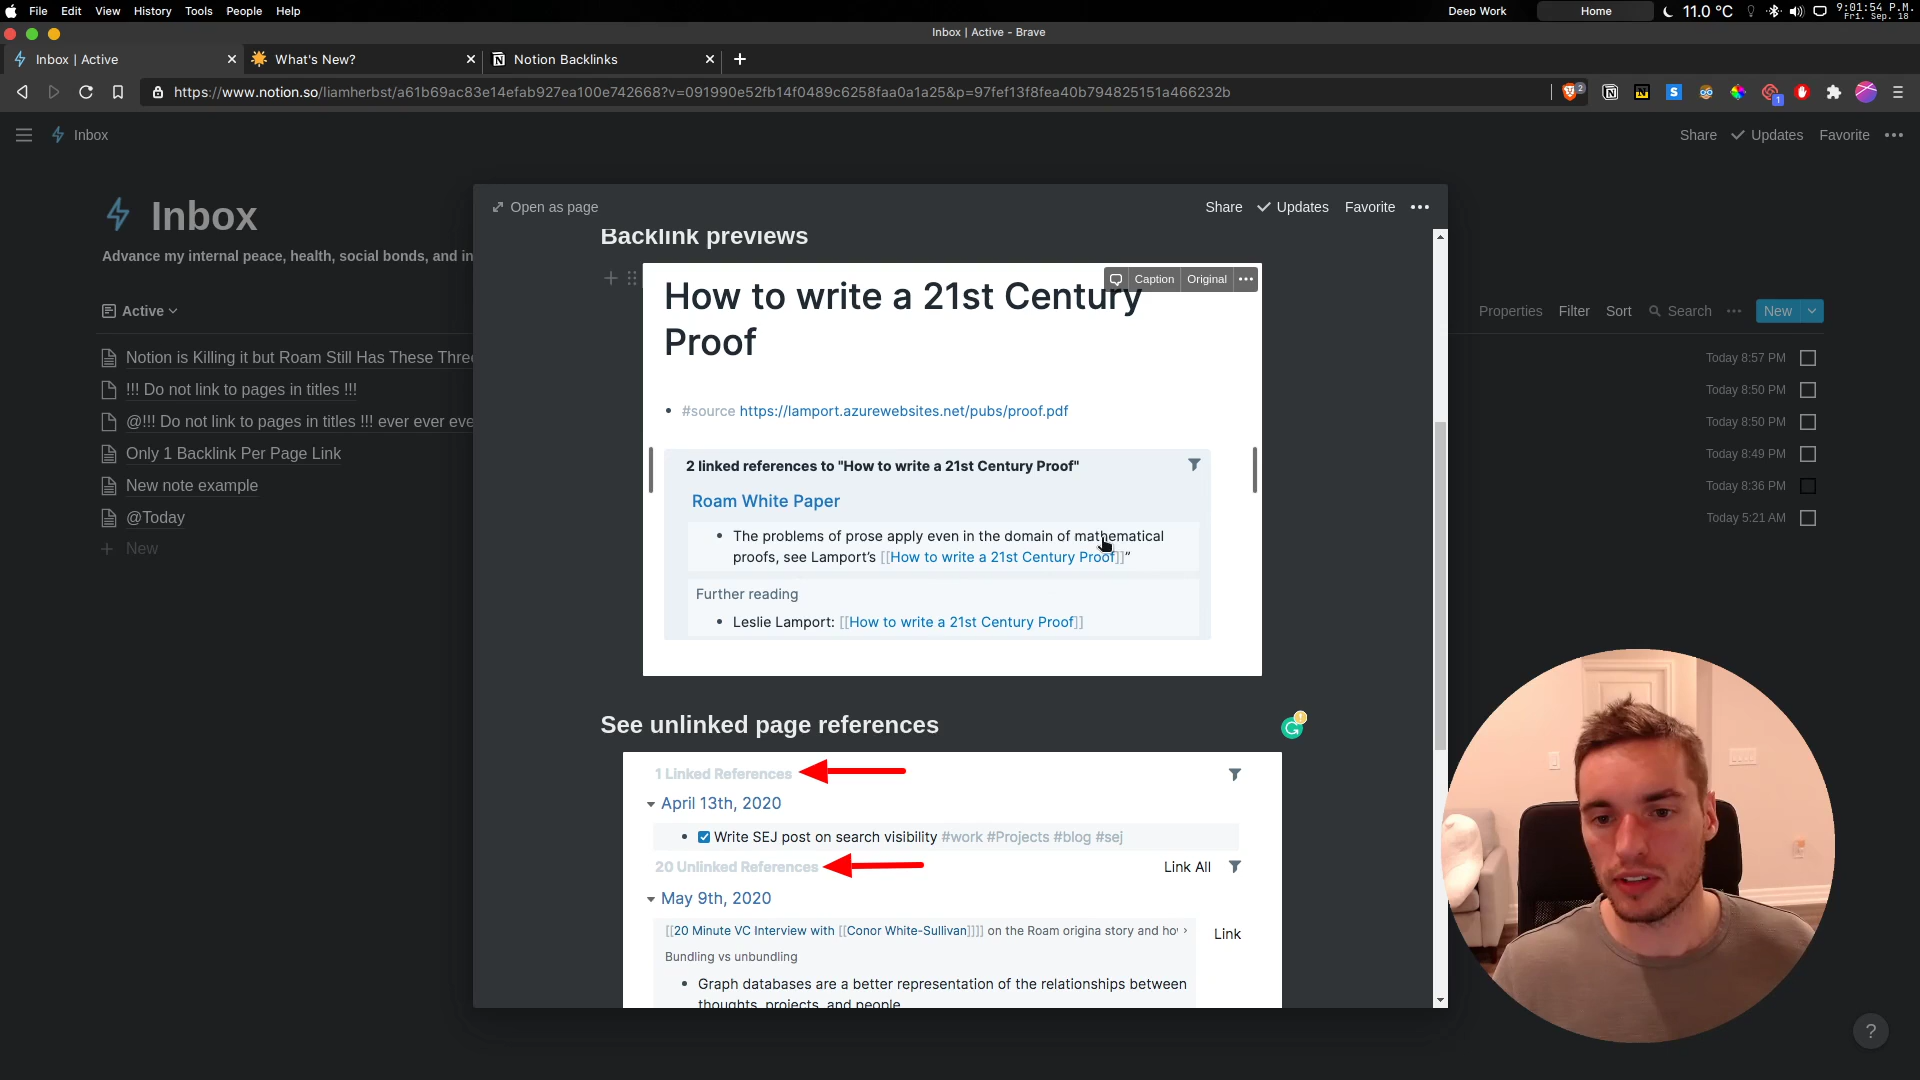 File Edit View History Tools People Help
Deep Work Home 11.0 °C 9:01:54 P.M.
Fri. Sep. 18
Inbox | Active - Brave
Inbox | Active What's New? Notion Backlinks
https://www.notion.so/liamherbst/a61b69ac83e14efab927ea100e742668?v=091990e52fb14f0489c6258faa0a1a25&p=97fef13f8fea40b794825151a466232b
2
1
Inbox
Share Updates Favorite
Inbox
Advance my internal peace, health, social bonds, and in
Active
Properties Filter Sort Search New
Notion is Killing it but Roam Still Has These Three
Today 8:57 PM
!!! Do not link to pages in titles !!!
Today 8:50 PM
@!!! Do not link to pages in titles !!! ever ever eve
Today 8:50 PM
Only 1 Backlink Per Page Link
Today 8:49 PM
New note example
Today 8:36 PM
@Today
Today 5:21 AM
New
Open as page
Share Updates Favorite
Backlink previews
Caption Original
How to write a 21st Century
Proof
#source https://lamport.azurewebsites.net/pubs/proof.pdf
2 linked references to "How to write a 21st Century Proof"
Roam White Paper
The problems of prose apply even in the domain of mathematical
proofs, see Lamport’s [[How to write a 21st Century Proof]]”
Further reading
Leslie Lamport: [[How to write a 21st Century Proof]]
See unlinked page references
1 Linked References
April 13th, 2020
Write SEJ post on search visibility #work #Projects #blog #sej
20 Unlinked References
Link All
May 9th, 2020
[[20 Minute VC Interview with [[Conor White-Sullivan]]]] on the Roam origina story and ho
Link
Bundling vs unbundling
Graph databases are a better representation of the relationships between
thoughts, projects, and people
?